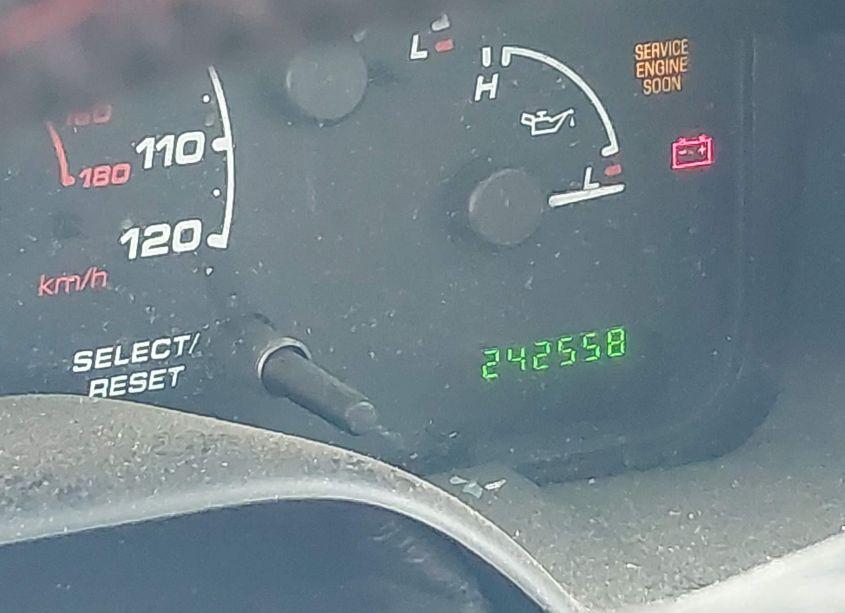 L
H
SERVICE
ENGINE
SOON
110
180
L
120
km/h
SELECT/
RESET
242558